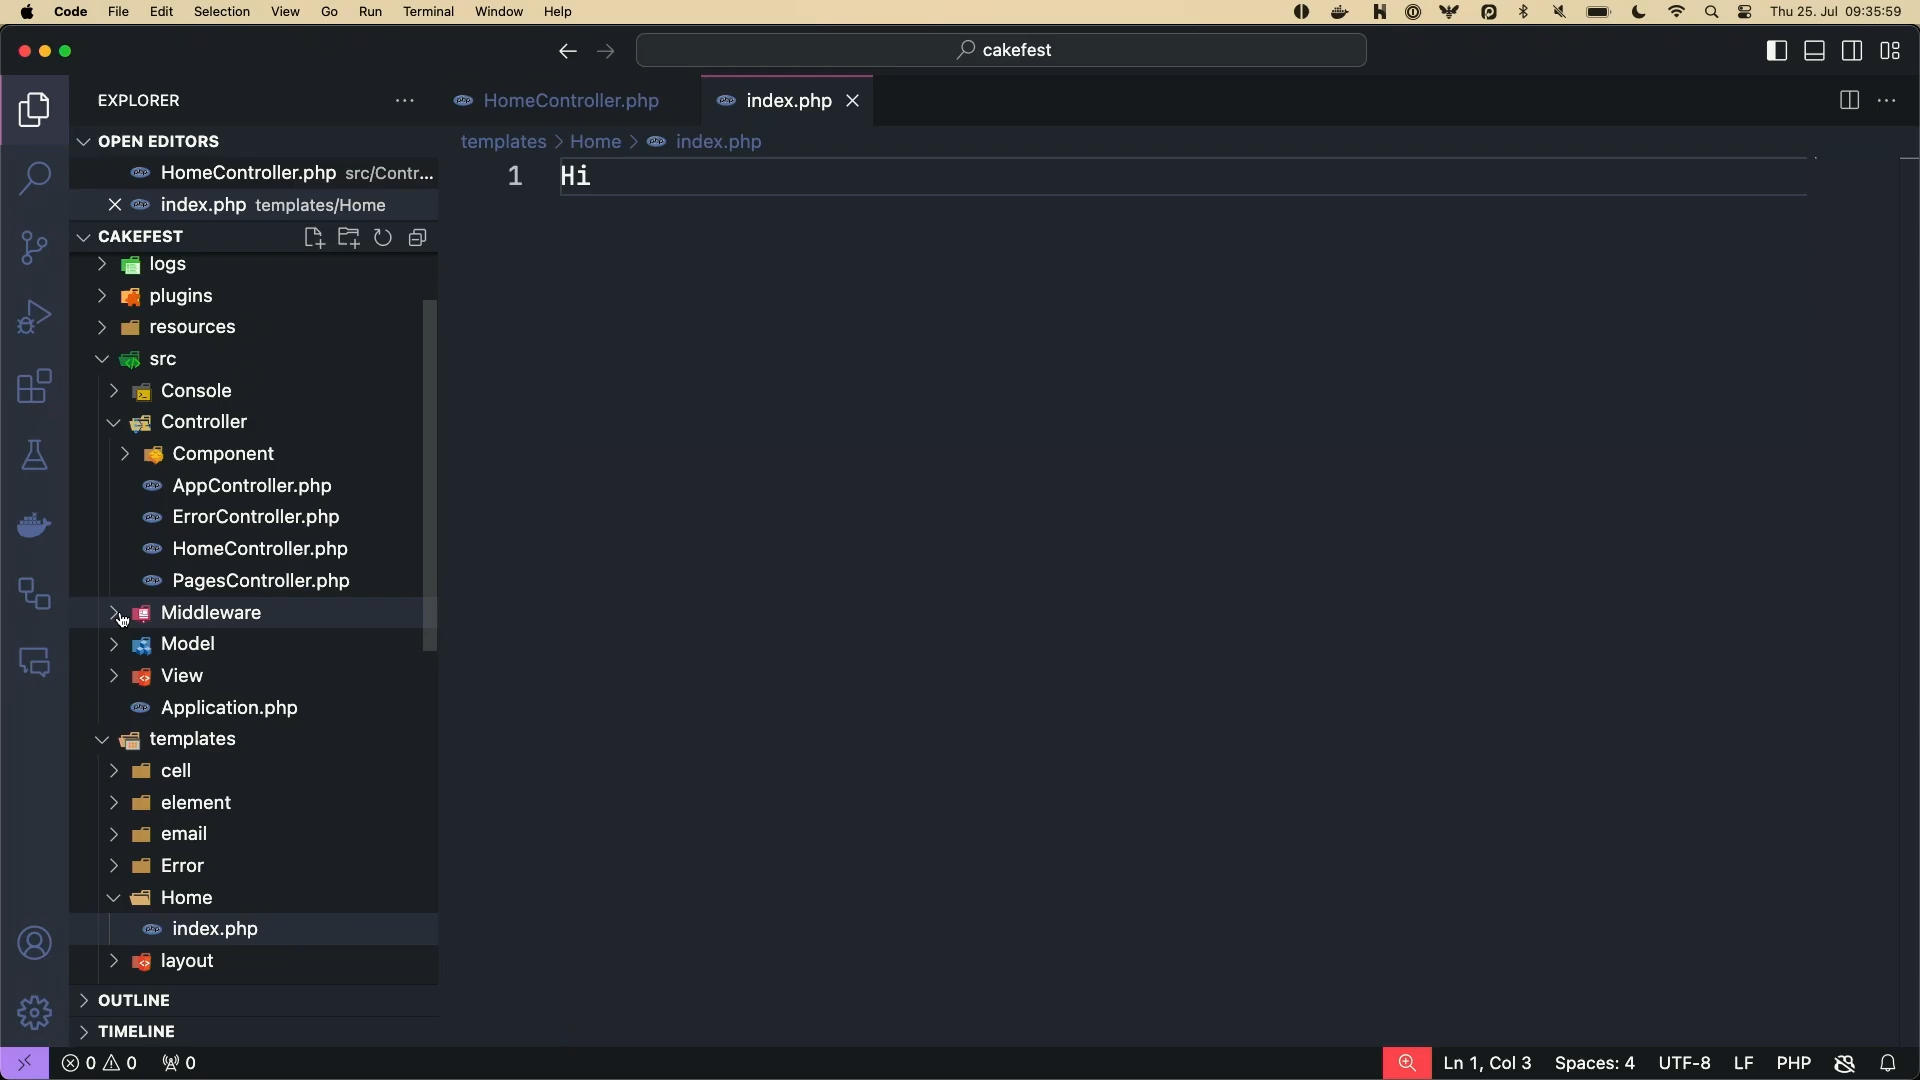 Code File Edit Selection View Go Run Terminal Window Help Thu 25. Jul 09:35:59
cakefest
EXPLORER
HomeController.php
index.php
OPEN EDITORS
HomeController.php src/Contr...
index.php templates/Home
templates > Home > index.php
1 Hi
CAKEFEST
logs
plugins
resources
src
Console
Controller
Component
AppController.php
ErrorController.php
HomeController.php
PagesController.php
Middleware
Model
View
Application.php
templates
cell
element
email
Error
Home
index.php
layout
OUTLINE
TIMELINE
0 0 0 Ln 1, Col 3 Spaces: 4 UTF-8 LF PHP